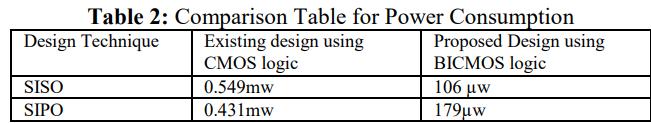 Table 2: Comparison Table for Power Consumption
Design Technique
Existing design using
CMOS logic
Proposed Design using
BICMOS logic
SISO
0.549mw
106 µw
SIPO
0.431mw
179µw